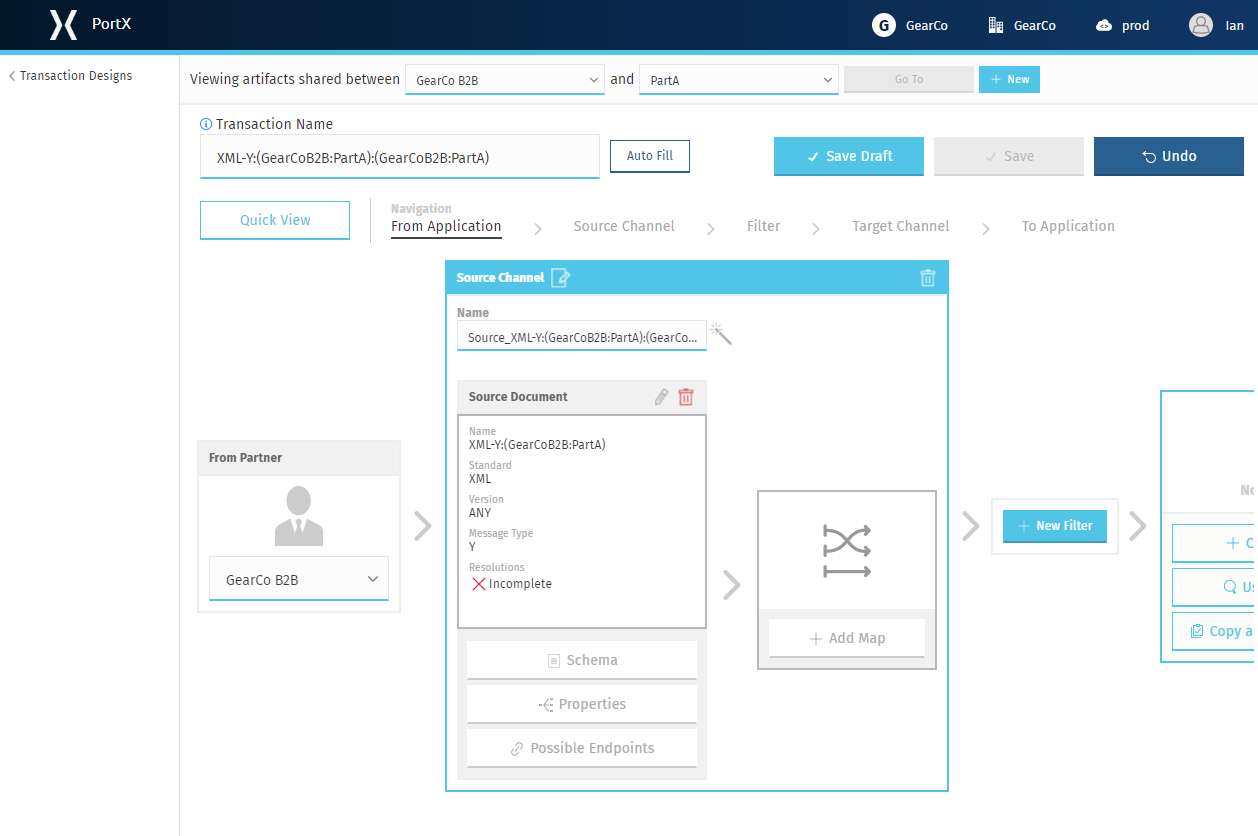 PortX
G GearCo
GearCo
prod
Ian
Transaction Designs
Viewing artifacts shared between GearCo B2B and PartA Go To + New
Transaction Name
XML-Y:(GearCoB2B:PartA):(GearCoB2B:PartA)
Auto Fill
Save Draft
Save
Undo
Quick View
Navigation
From Application
Source Channel
Filter
Target Channel
To Application
Source Channel
Name
Source_XML-Y:(GearCoB2B:PartA):(GearCo...
Source Document
Name
XML-Y:(GearCoB2B:PartA)
Standard
XML
Version
ANY
Message Type
Y
Resolutions
Incomplete
Schema
Properties
Possible Endpoints
From Partner
GearCo B2B
+ Add Map
+ New Filter
Copy a